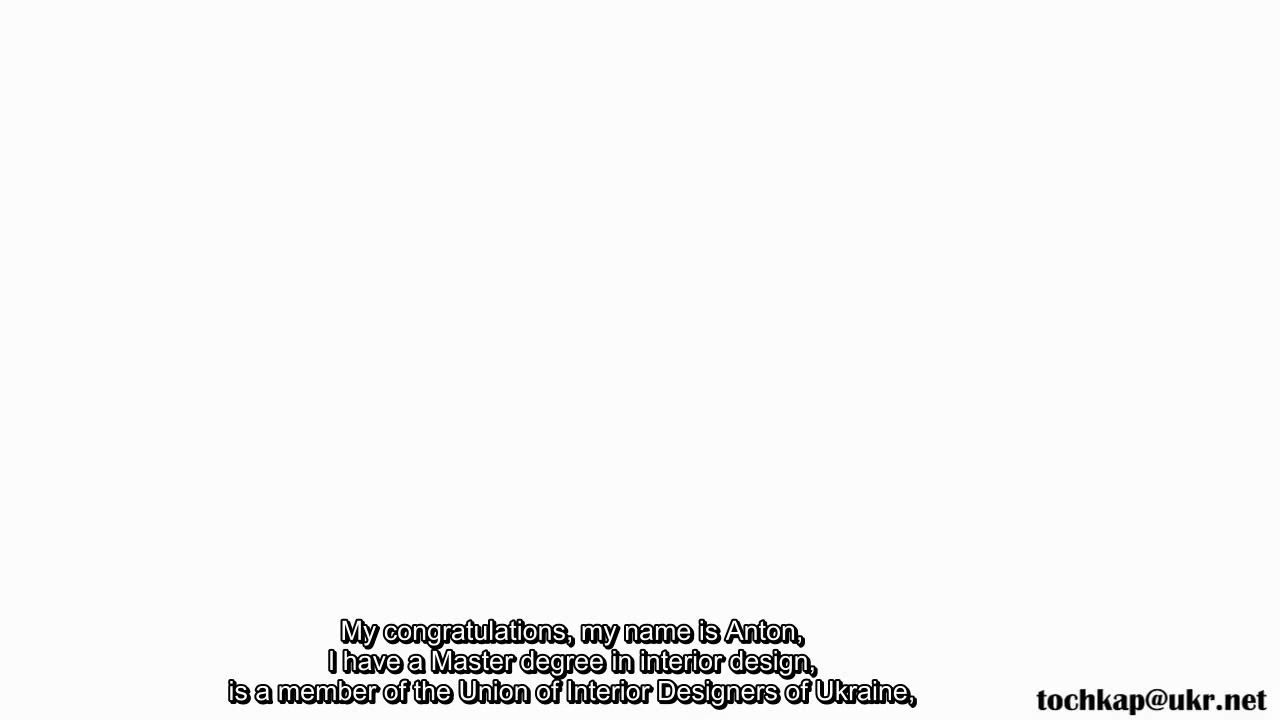 My congratulations, my name is Anton,
I have a Master degree in interior design,
is a member of the Union of Interior Designers of Ukraine,
tochkap@ukr.net